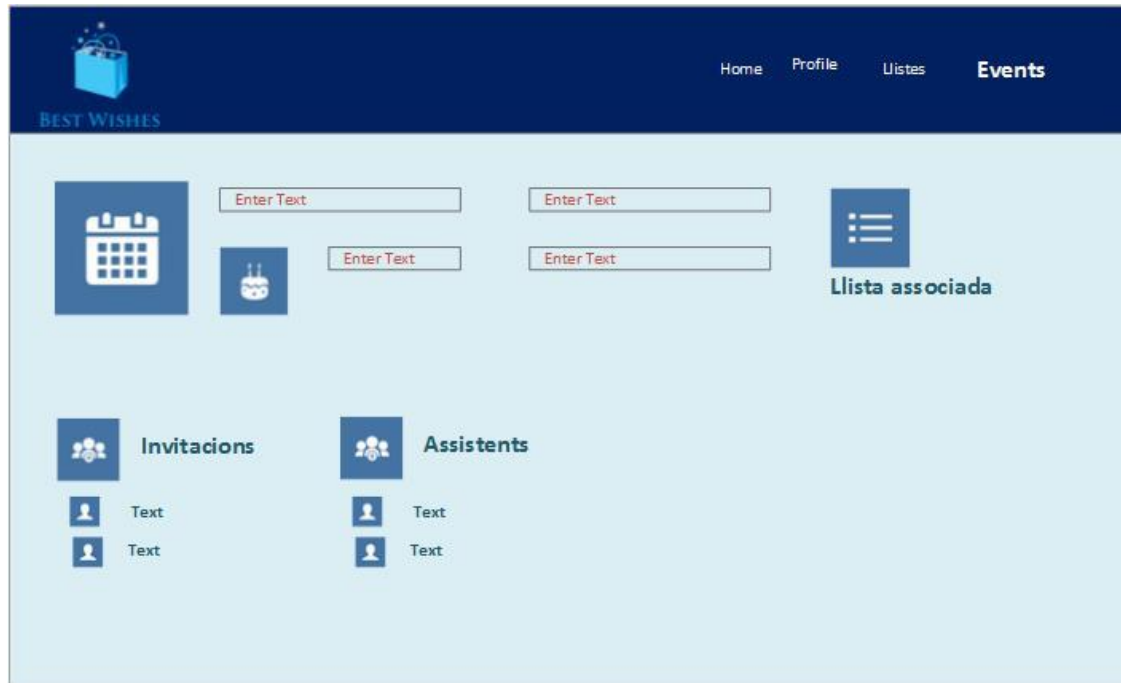 BEST WISHES
Home Profile Llistes Events
Enter Text Enter Text
Enter Text Enter Text
Llista associada
Invitacions Assistents
Text Text
Text Text